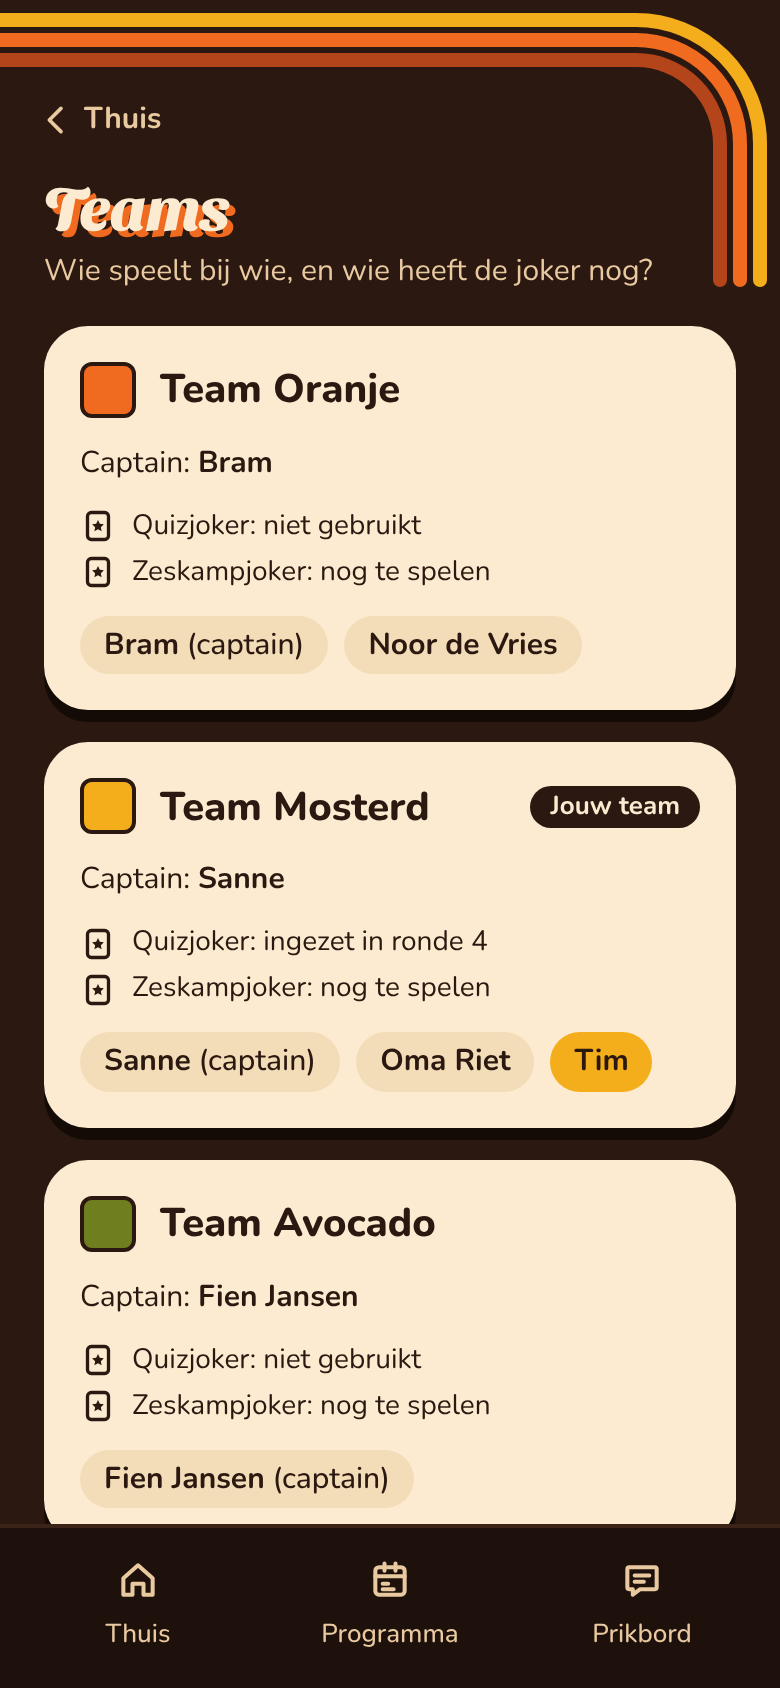 Thuis
Teams
Wie speelt bij wie, en wie heeft de joker nog?
Team Oranje
Captain: Bram
Quizjoker: niet gebruikt
Zeskampjoker: nog te spelen
Bram (captain) Noor de Vries
Team Mosterd Jouw team
Captain: Sanne
Quizjoker: ingezet in ronde 4
Zeskampjoker: nog te spelen
Sanne (captain) Oma Riet Tim
Team Avocado
Captain: Fien Jansen
Quizjoker: niet gebruikt
Zeskampjoker: nog te spelen
Fien Jansen (captain)
Thuis Programma Prikbord